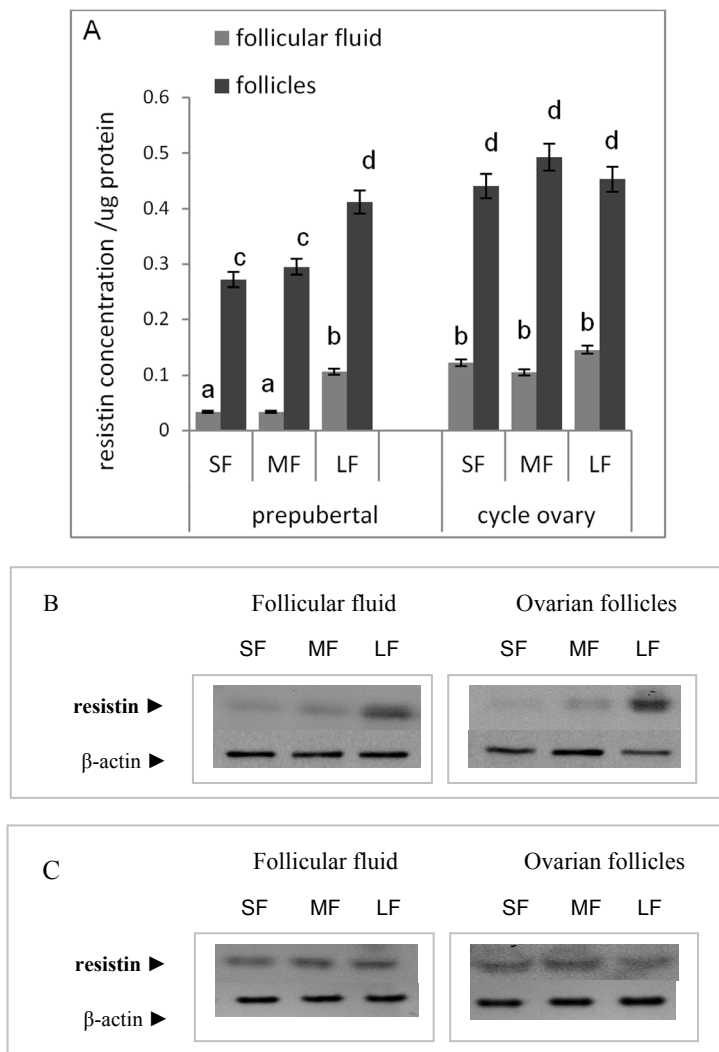 A
follicular fluid
follicles
resistin concentration /ug protein
0.6
0.5
0.4
0.3
0.2
0.1
0
a c a c b d b d b d b d
SF MF LF SF MF LF
prepubertal cycle ovary
B
Follicular fluid Ovarian follicles
SF MF LF SF MF LF
resistin ►
β-actin ►
C
Follicular fluid Ovarian follicles
SF MF LF SF MF LF
resistin ►
β-actin ►